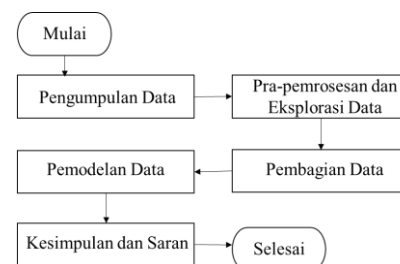 Mulai
Pengumpulan Data
Pra-pemrosesan dan
Eksplorasi Data
Pembagian Data
Pemodelan Data
Kesimpulan dan Saran
Selesai